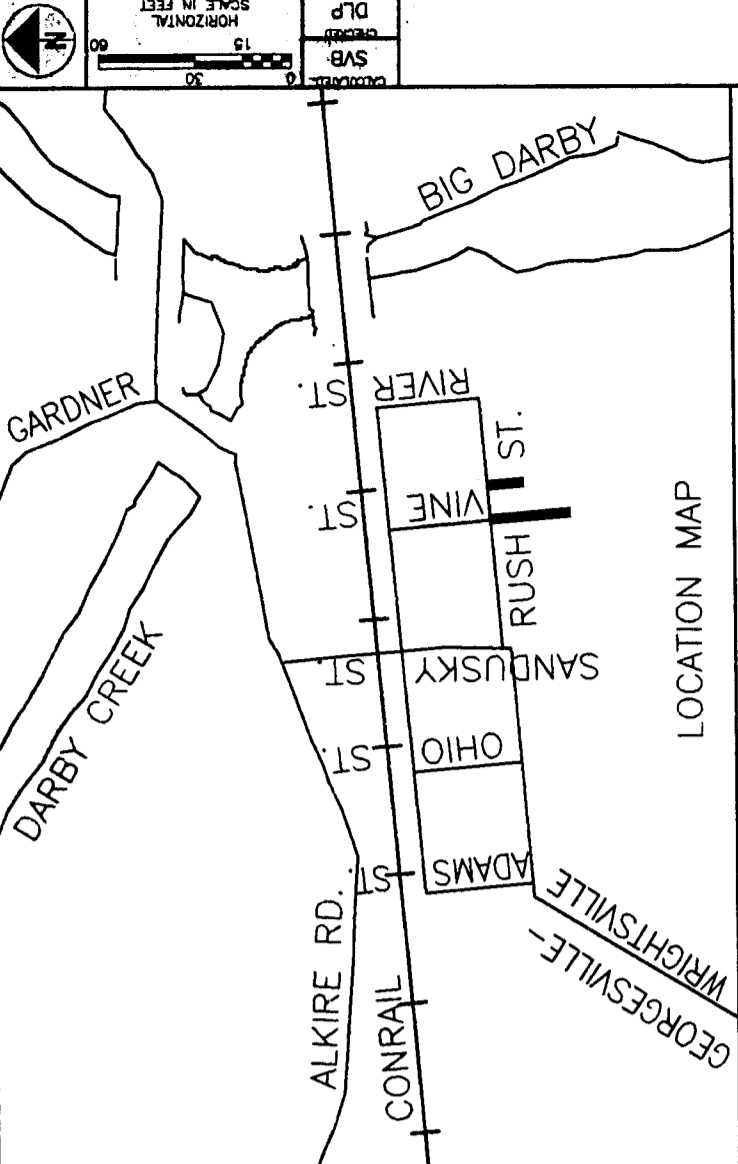 N
HORIZONTAL
SCALE IN FEET
0
15
30
60
CALCULATED
SVB
CHECKED
DLP
BIG DARBY
GARDNER
RIVER ST.
VINE ST.
RUSH ST.
SANDUSKY ST.
OHIO ST.
ADAMS ST.
DARBY CREEK
ALKIRE RD.
CONRAIL
GEORGESVILLE-
WRIGHTSVILLE
LOCATION MAP